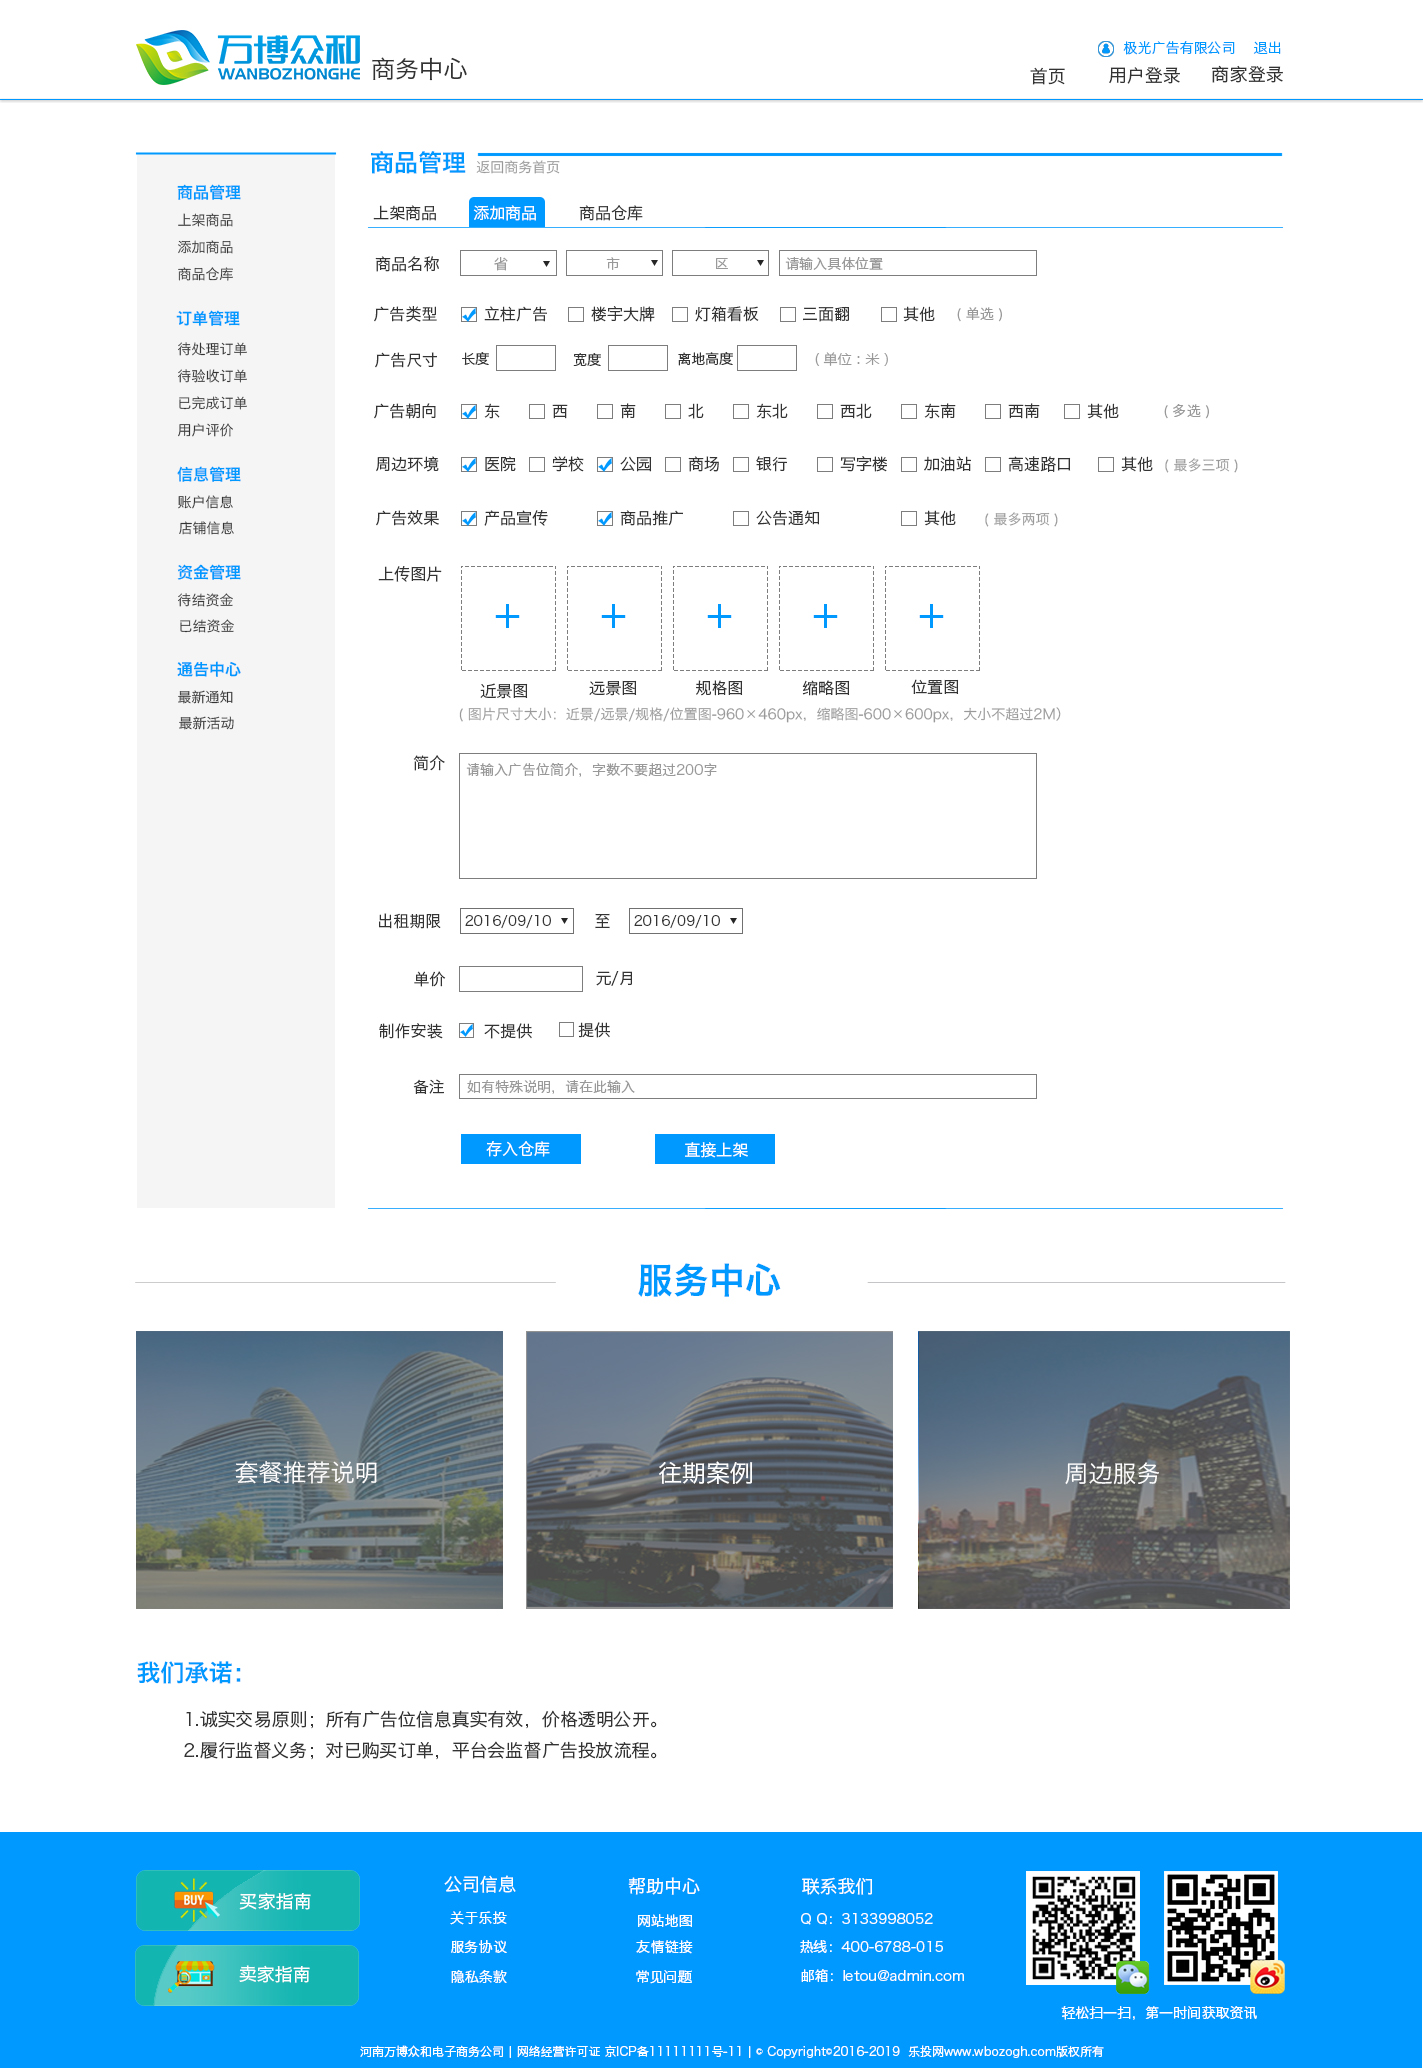 万博众和
WANBOZHONGHE
商务中心
极光广告有限公司 退出
首页 用户登录 商家登录
商品管理
上架商品
添加商品
商品仓库
订单管理
待处理订单
待验收订单
已完成订单
用户评价
信息管理
账户信息
店铺信息
资金管理
待结资金
已结资金
通告中心
最新通知
最新活动
商品管理 返回商务首页
上架商品 添加商品 商品仓库
商品名称 省 市 区 请输入具体位置
广告类型 立柱广告 楼宇大牌 灯箱看板 三面翻 其他 （单选）
广告尺寸 长度 宽度 离地高度 （单位：米）
广告朝向 东 西 南 北 东北 西北 东南 西南 其他 （多选）
周边环境 医院 学校 公园 商场 银行 写字楼 加油站 高速路口 其他 （最多三项）
广告效果 产品宣传 商品推广 公告通知 其他 （最多两项）
上传图片
近景图 远景图 规格图 缩略图 位置图
（图片尺寸大小：近景/远景/规格/位置图-960×460px，缩略图-600×600px，大小不超过2M）
简介 请输入广告位简介，字数不要超过200字
出租期限 2016/09/10 至 2016/09/10
单价 元/月
制作安装 不提供 提供
备注 如有特殊说明，请在此输入
存入仓库 直接上架
服务中心
套餐推荐说明 往期案例 周边服务
我们承诺：
1.诚实交易原则；所有广告位信息真实有效，价格透明公开。
2.履行监督义务；对已购买订单，平台会监督广告投放流程。
BUY 买家指南
卖家指南
公司信息
关于乐投
服务协议
隐私条款
帮助中心
网站地图
友情链接
常见问题
联系我们
Q Q：3133998052
热线：400-6788-015
邮箱：letou@admin.com
轻松扫一扫，第一时间获取资讯
河南万博众和电子商务公司 | 网络经营许可证 京ICP备11111111号-11 | © Copyright©2016-2019 乐投网www.wbozogh.com版权所有